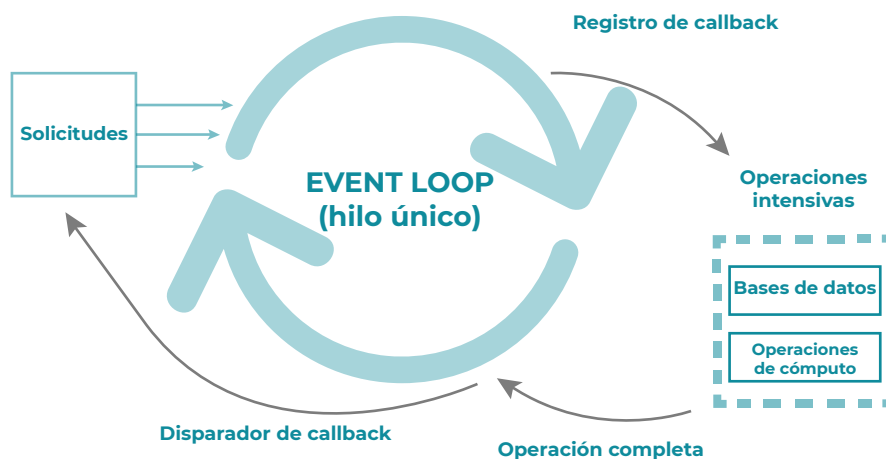 Registro de callback
Solicitudes
EVENT LOOP
(hilo único)
Operaciones
intensivas
Bases de datos
Operaciones
de cómputo
Disparador de callback
Operación completa